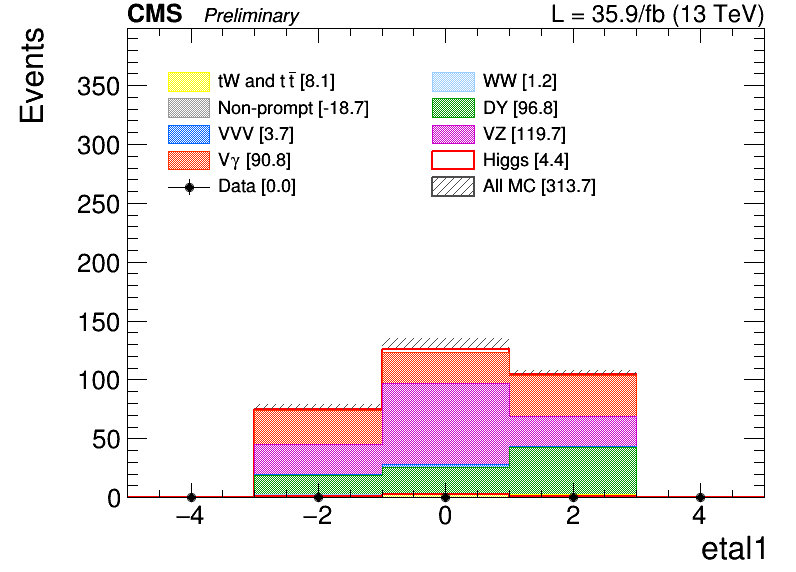 CMS Preliminary L = 35.9/fb (13 TeV)
Events
tW and t t̅ [8.1] WW [1.2]
Non-prompt [-18.7] DY [96.8]
VVV [3.7] VZ [119.7]
Vγ [90.8] Higgs [4.4]
Data [0.0] All MC [313.7]
350
300
250
200
150
100
50
0
−4 −2 0 2 4
etal1